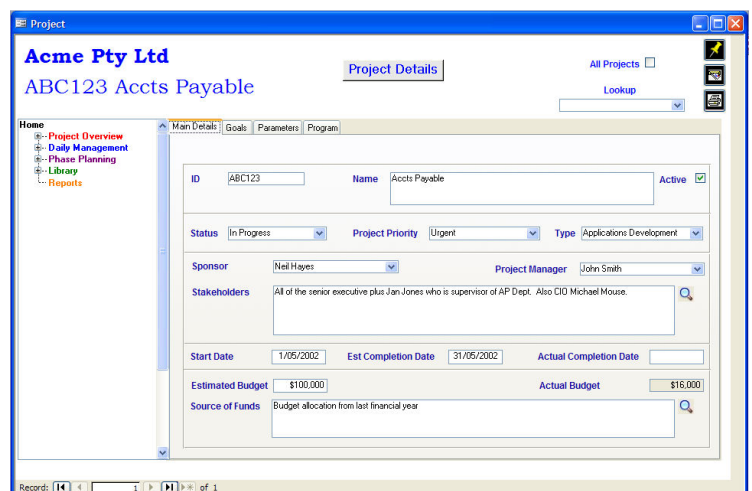 Project
Acme Pty Ltd
ABC123 Accts Payable
Project Details
All Projects
Lookup
Home
Project Overview
Daily Management
Phase Planning
Library
Reports
Main Details Goals Parameters Program
ID ABC123 Name Accts Payable Active
Status In Progress Project Priority Urgent Type Applications Development
Sponsor Neil Hayes Project Manager John Smith
Stakeholders All of the senior executive plus Jan Jones who is supervisor of AP Dept. Also CIO Michael Mouse.
Start Date 1/05/2002 Est Completion Date 31/05/2002 Actual Completion Date
Estimated Budget $100,000 Actual Budget $16,000
Source of Funds Budget allocation from last financial year
Record: 1 of 1